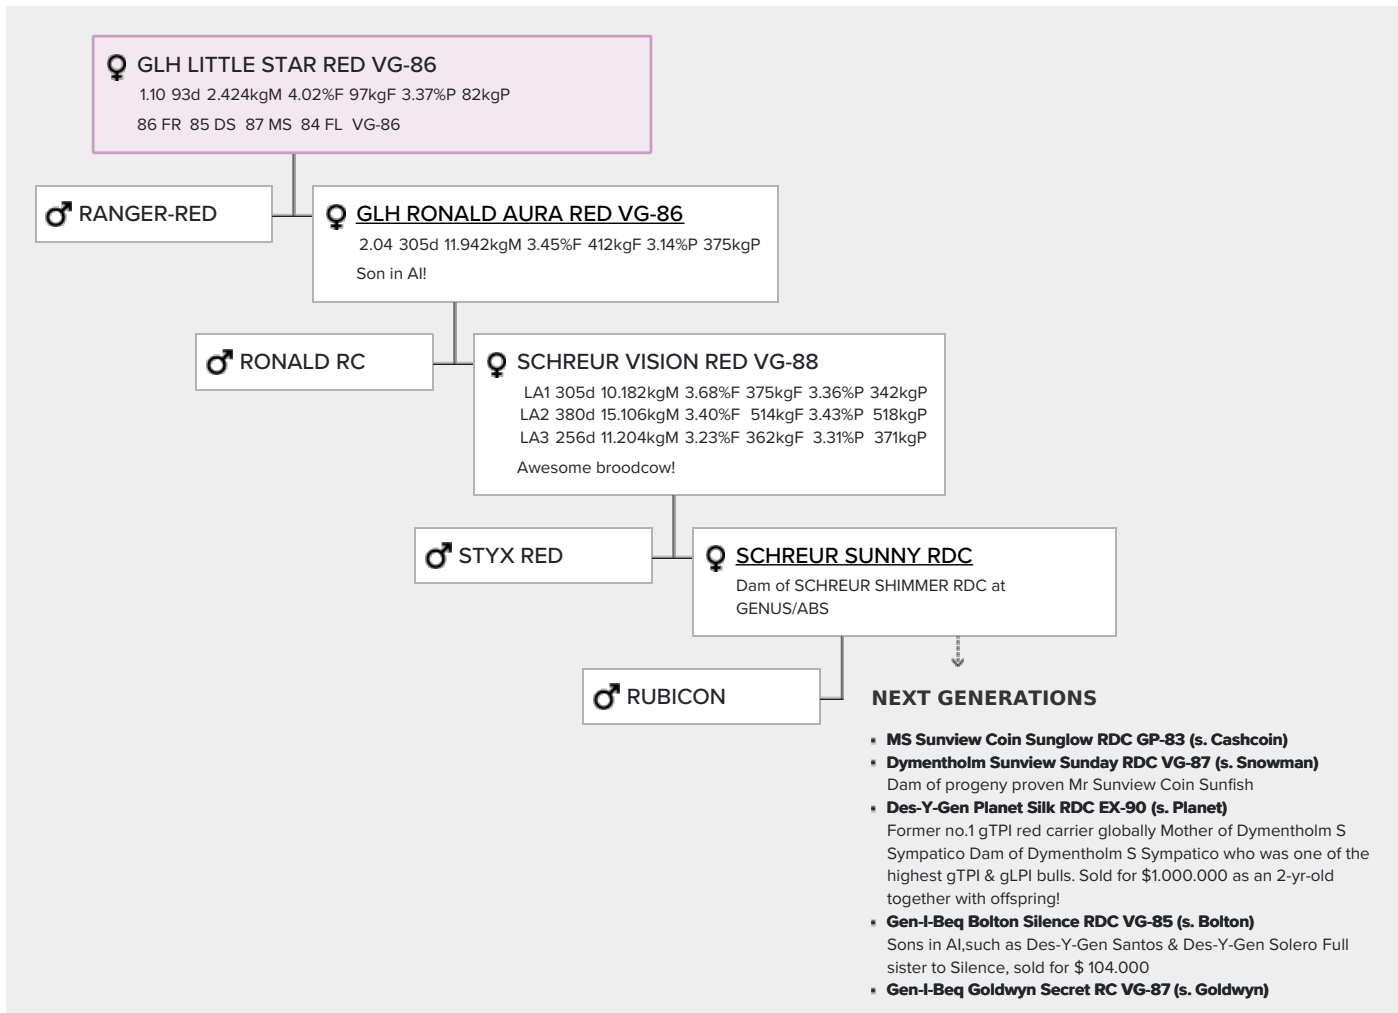 GLH LITTLE STAR RED VG-86
1.10 93d 2.424kgM 4.02%F 97kgF 3.37%P 82kgP
86 FR 85 DS 87 MS 84 FL VG-86
RANGER-RED
GLH RONALD AURA RED VG-86
2.04 305d 11.942kgM 3.45%F 412kgF 3.14%P 375kgP
Son in AI!
RONALD RC
SCHREUR VISION RED VG-88
LA1 305d 10.182kgM 3.68%F 375kgF 3.36%P 342kgP
LA2 380d 15.106kgM 3.40%F 514kgF 3.43%P 518kgP
LA3 256d 11.204kgM 3.23%F 362kgF 3.31%P 371kgP
Awesome broodcow!
STYX RED
SCHREUR SUNNY RDC
Dam of SCHREUR SHIMMER RDC at
GENUS/ABS
RUBICON
NEXT GENERATIONS
MS Sunview Coin Sunglow RDC GP-83 (s. Cashcoin)
Dymentholm Sunview Sunday RDC VG-87 (s. Snowman)
Dam of progeny proven Mr Sunview Coin Sunfish
Des-Y-Gen Planet Silk RDC EX-90 (s. Planet)
Former no.1 gTPI red carrier globally Mother of Dymentholm S
Sympatico Dam of Dymentholm S Sympatico who was one of the
highest gTPI & gLPI bulls. Sold for $1.000.000 as an 2-yr-old
together with offspring!
Gen-I-Beq Bolton Silence RDC VG-85 (s. Bolton)
Sons in AI,such as Des-Y-Gen Santos & Des-Y-Gen Solero Full
sister to Silence, sold for $ 104.000
Gen-I-Beq Goldwyn Secret RC VG-87 (s. Goldwyn)